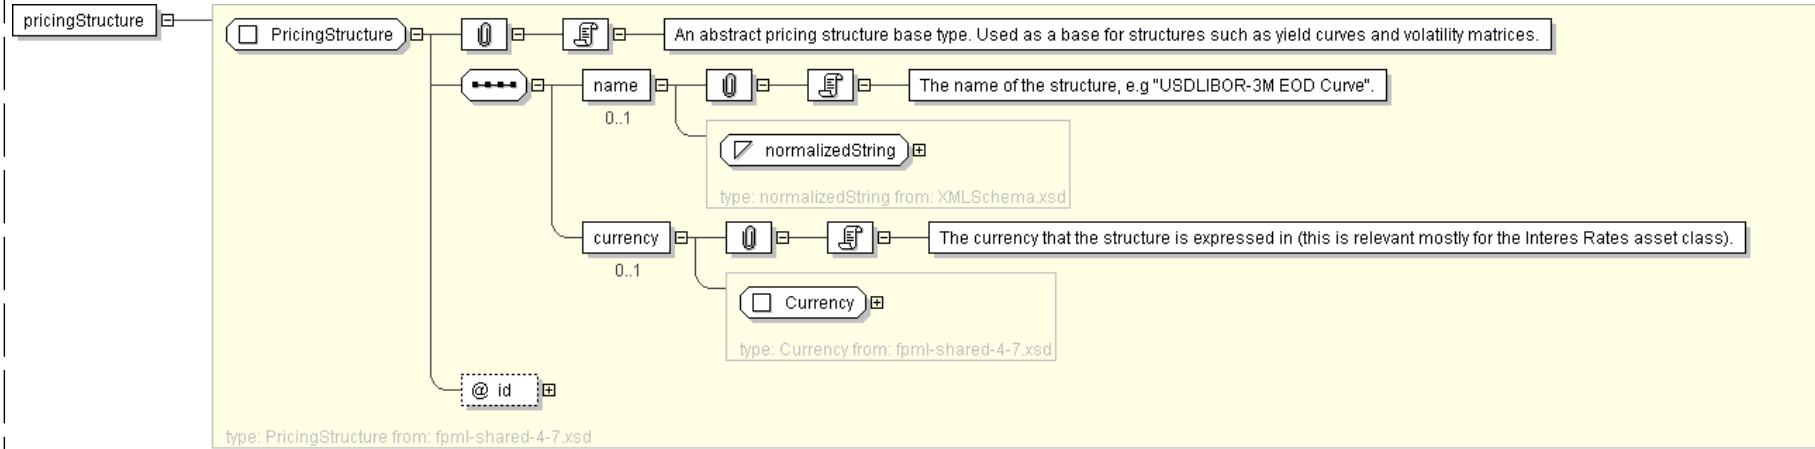 pricingStructure
PricingStructure
An abstract pricing structure base type. Used as a base for structures such as yield curves and volatility matrices.
name
The name of the structure, e.g "USDLIBOR-3M EOD Curve".
0..1
normalizedString
type: normalizedString from: XMLSchema.xsd
currency
The currency that the structure is expressed in (this is relevant mostly for the Interes Rates asset class).
0..1
Currency
type: Currency from: fpml-shared-4-7.xsd
@ id
type: PricingStructure from: fpml-shared-4-7.xsd